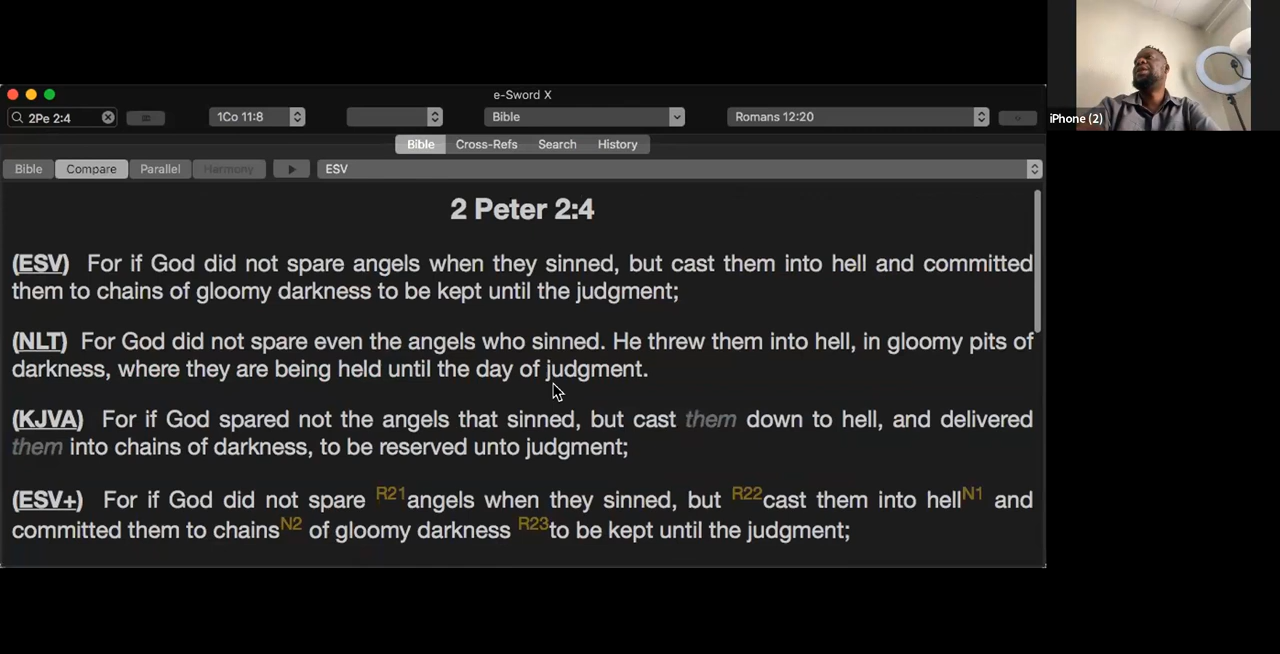 e-Sword X
2Pe 2:4
1Co 11:8
Bible
Romans 12:20
iPhone (2)
Bible Cross-Refs Search History
Bible Compare Parallel Harmony ESV
2 Peter 2:4
(ESV) For if God did not spare angels when they sinned, but cast them into hell and committed
them to chains of gloomy darkness to be kept until the judgment;
(NLT) For God did not spare even the angels who sinned. He threw them into hell, in gloomy pits of
darkness, where they are being held until the day of judgment.
(KJVA) For if God spared not the angels that sinned, but cast them down to hell, and delivered
them into chains of darkness, to be reserved unto judgment;
(ESV+) For if God did not spare R21angels when they sinned, but R22cast them into hellN1 and
committed them to chainsN2 of gloomy darkness R23to be kept until the judgment;